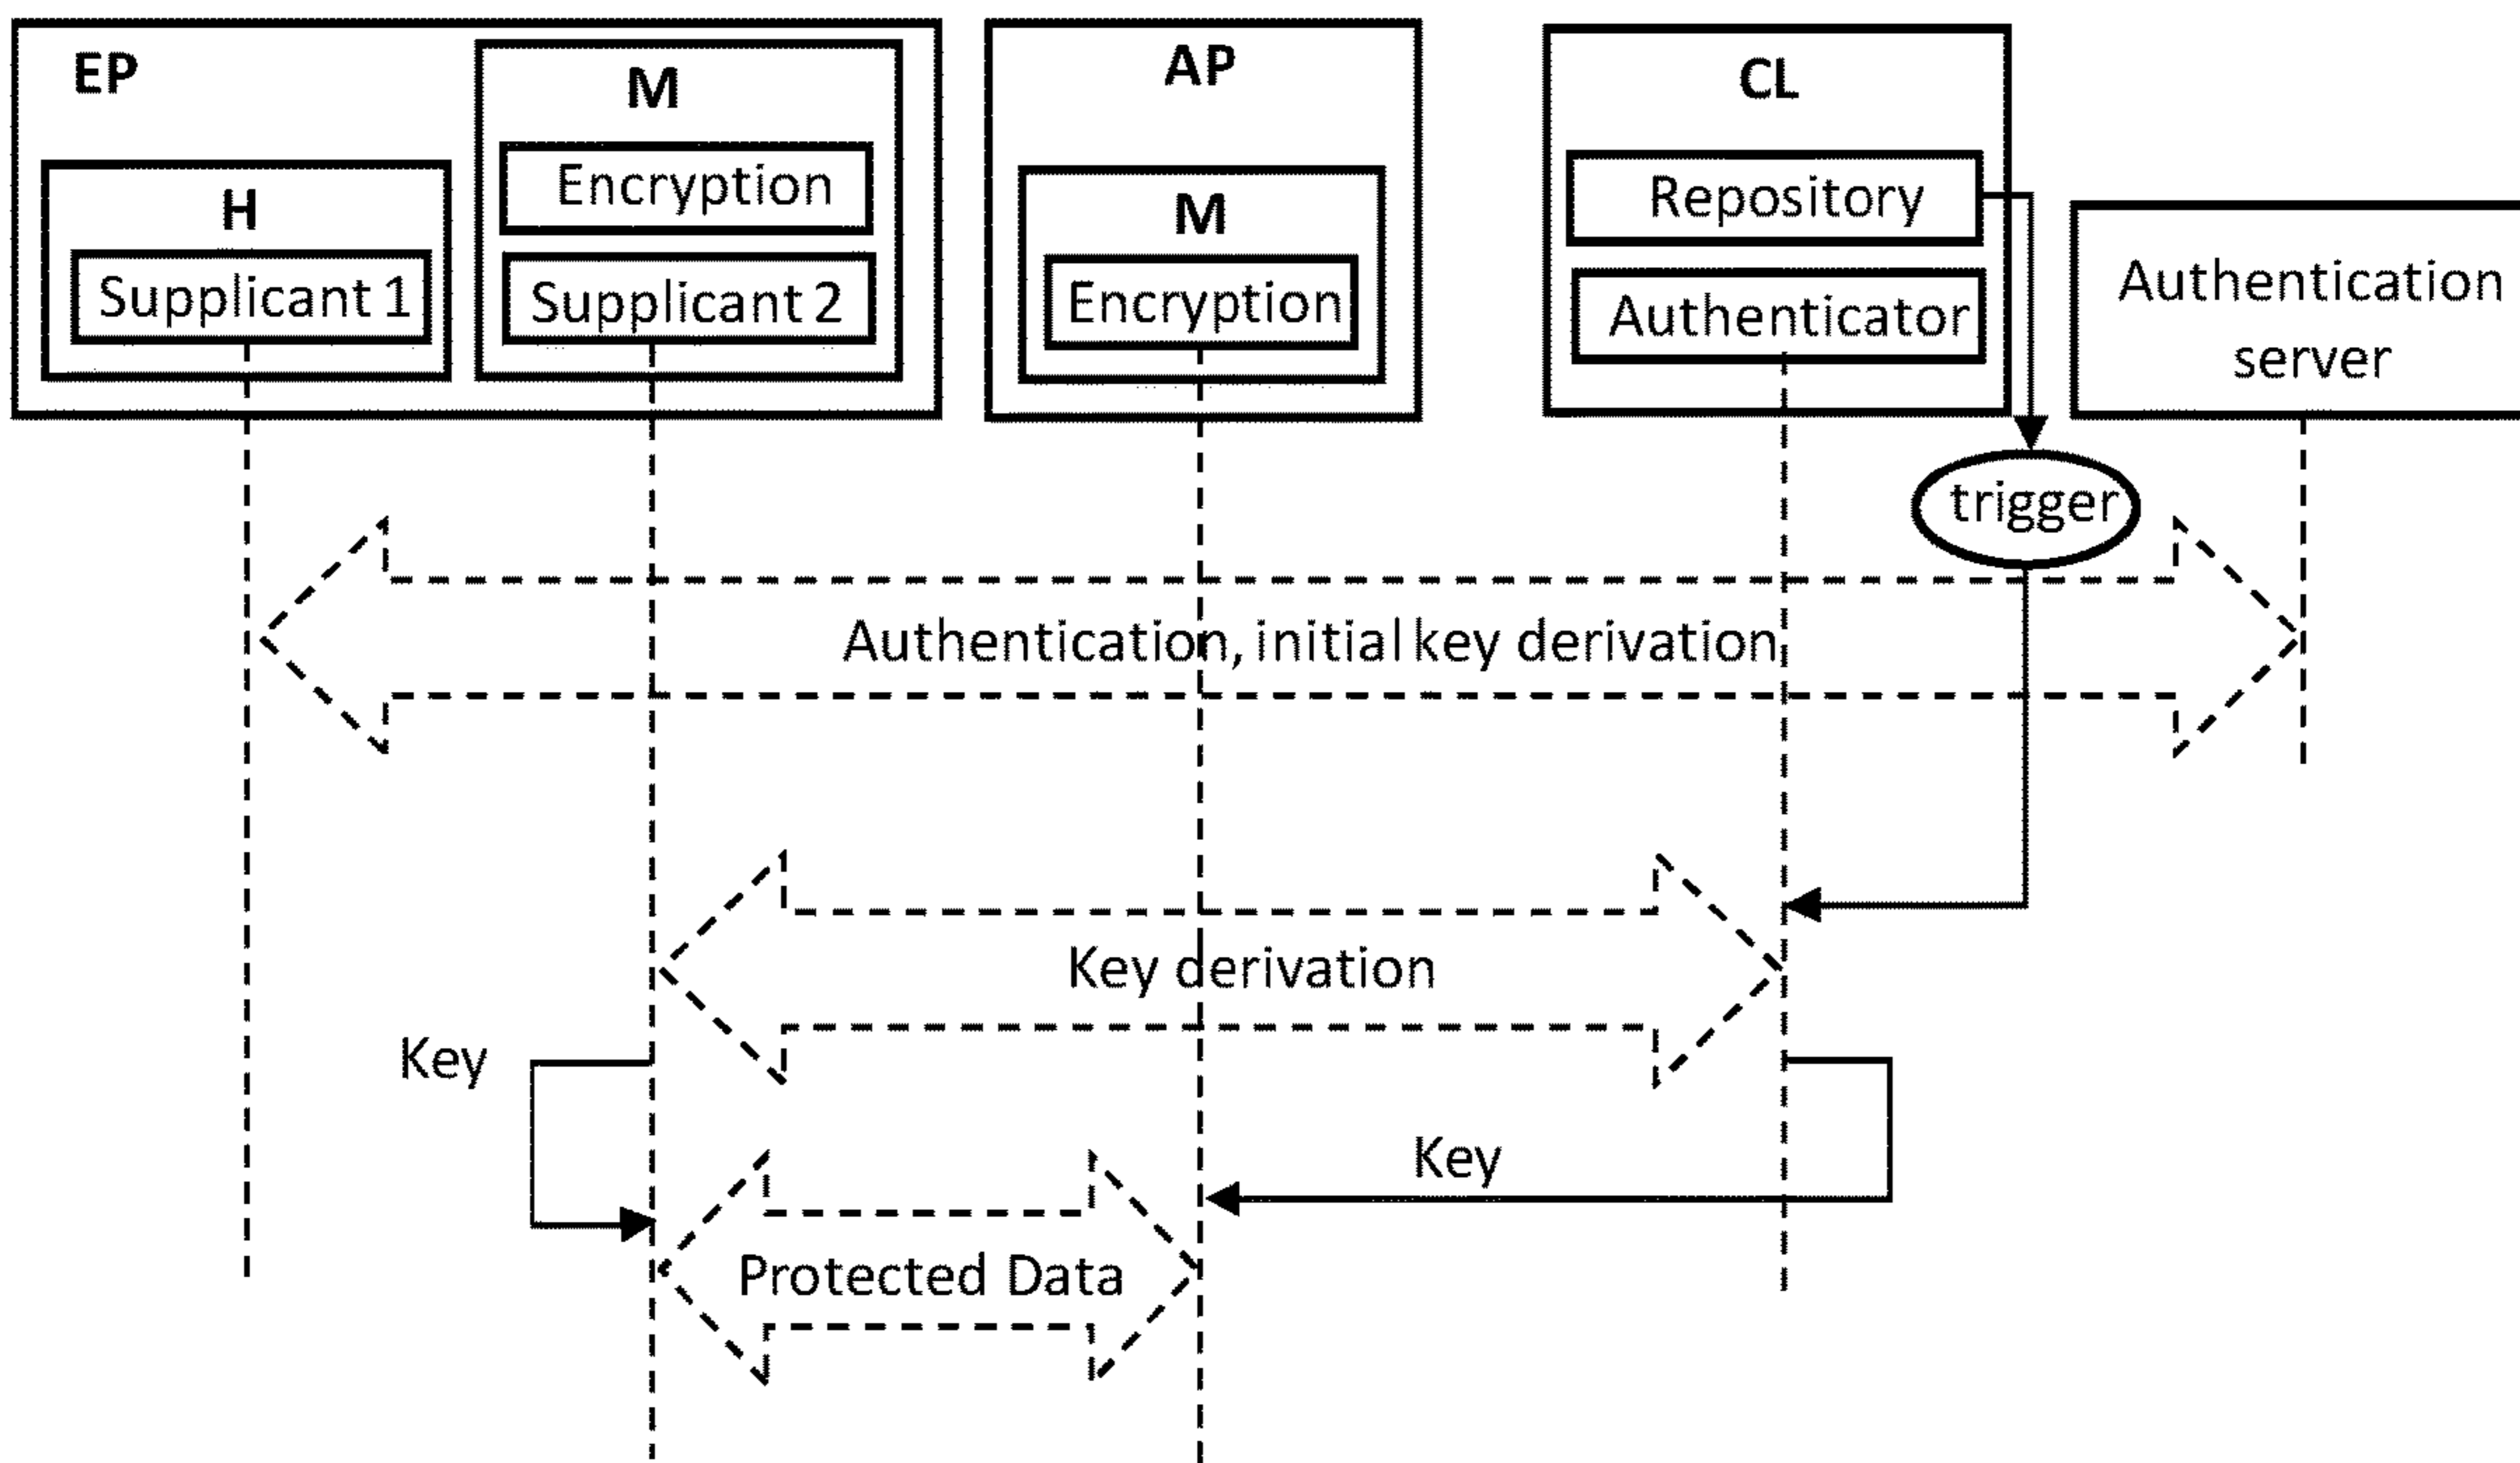 EP
M
AP
CL
Encryption
H
M
Repository
Supplicant 1
Supplicant 2
Encryption
Authenticator
Authentication
server
trigger
Authentication, initial key derivation
Key derivation
Key
Key
Protected Data